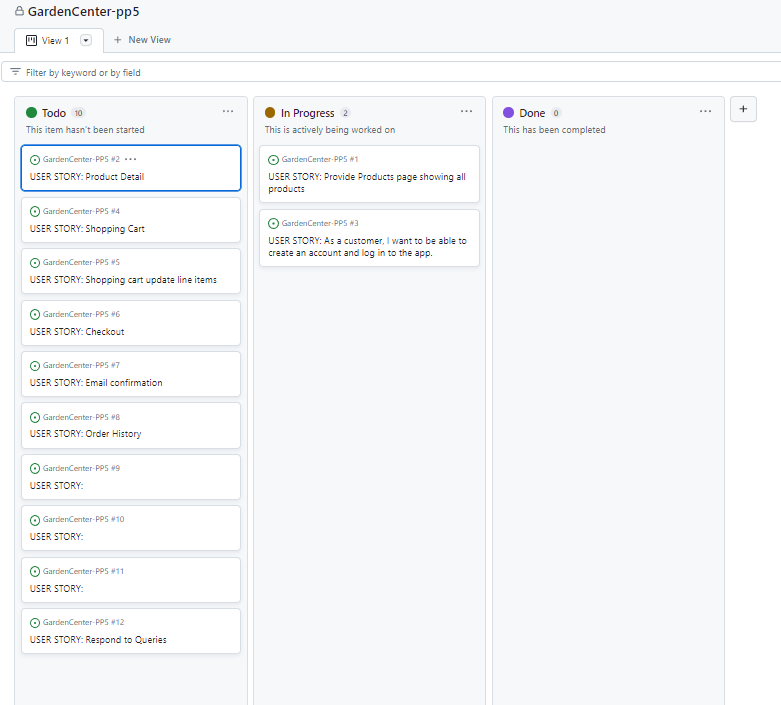 GardenCenter-pp5
View 1
New View
Filter by keyword or by field
Todo 10
This item hasn't been started
GardenCenter-PP5 #2
USER STORY: Product Detail
GardenCenter-PP5 #4
USER STORY: Shopping Cart
GardenCenter-PP5 #5
USER STORY: Shopping cart update line items
GardenCenter-PP5 #6
USER STORY: Checkout
GardenCenter-PP5 #7
USER STORY: Email confirmation
GardenCenter-PP5 #8
USER STORY: Order History
GardenCenter-PP5 #9
USER STORY:
GardenCenter-PP5 #10
USER STORY:
GardenCenter-PP5 #11
USER STORY:
GardenCenter-PP5 #12
USER STORY: Respond to Queries
In Progress 2
This is actively being worked on
GardenCenter-PP5 #1
USER STORY: Provide Products page showing all
products
GardenCenter-PP5 #3
USER STORY: As a customer, I want to be able to
create an account and log in to the app.
Done 0
This has been completed